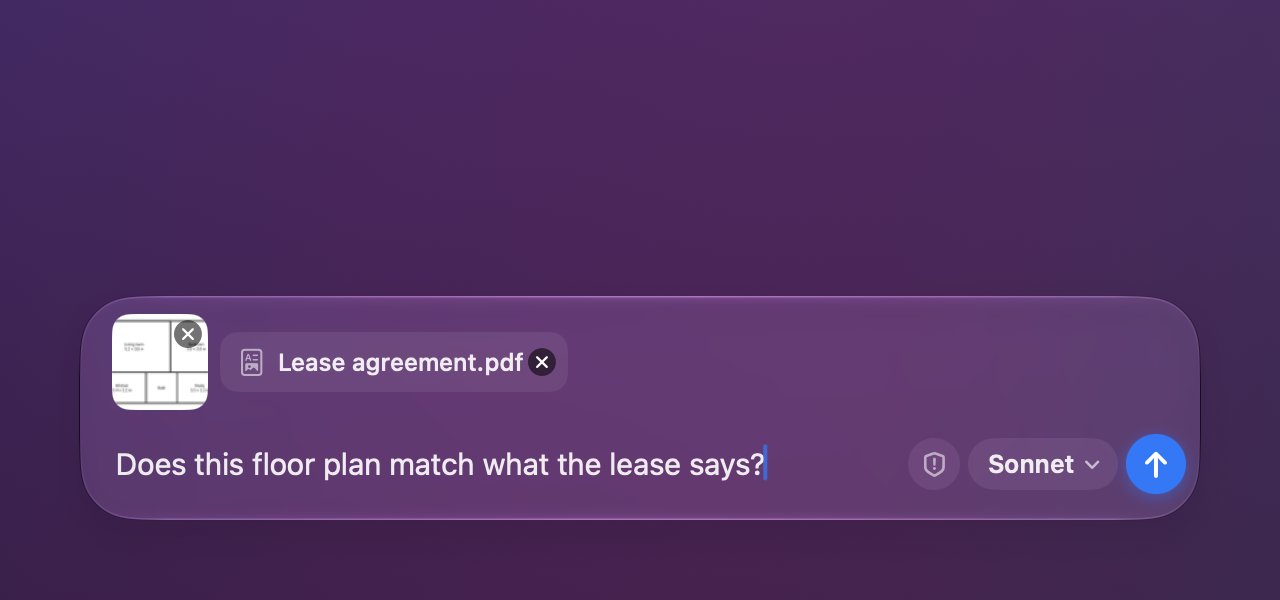 Lease agreement.pdf
Does this floor plan match what the lease says?
Sonnet